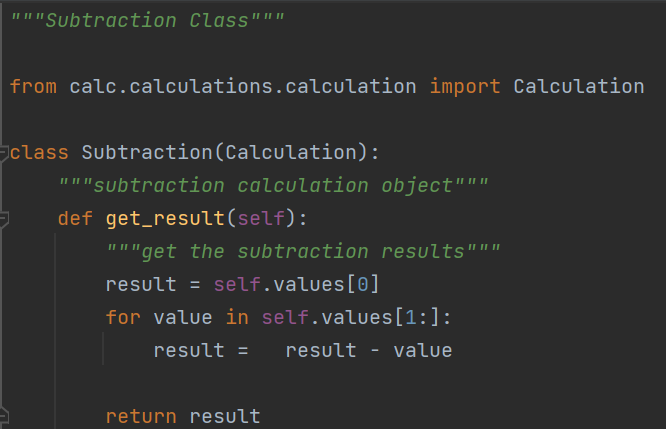 """Subtraction Class"""

from calc.calculations.calculation import Calculation

class Subtraction(Calculation):
    """subtraction calculation object"""
    def get_result(self):
        """get the subtraction results"""
        result = self.values[0]
        for value in self.values[1:]:
            result =   result - value

        return result